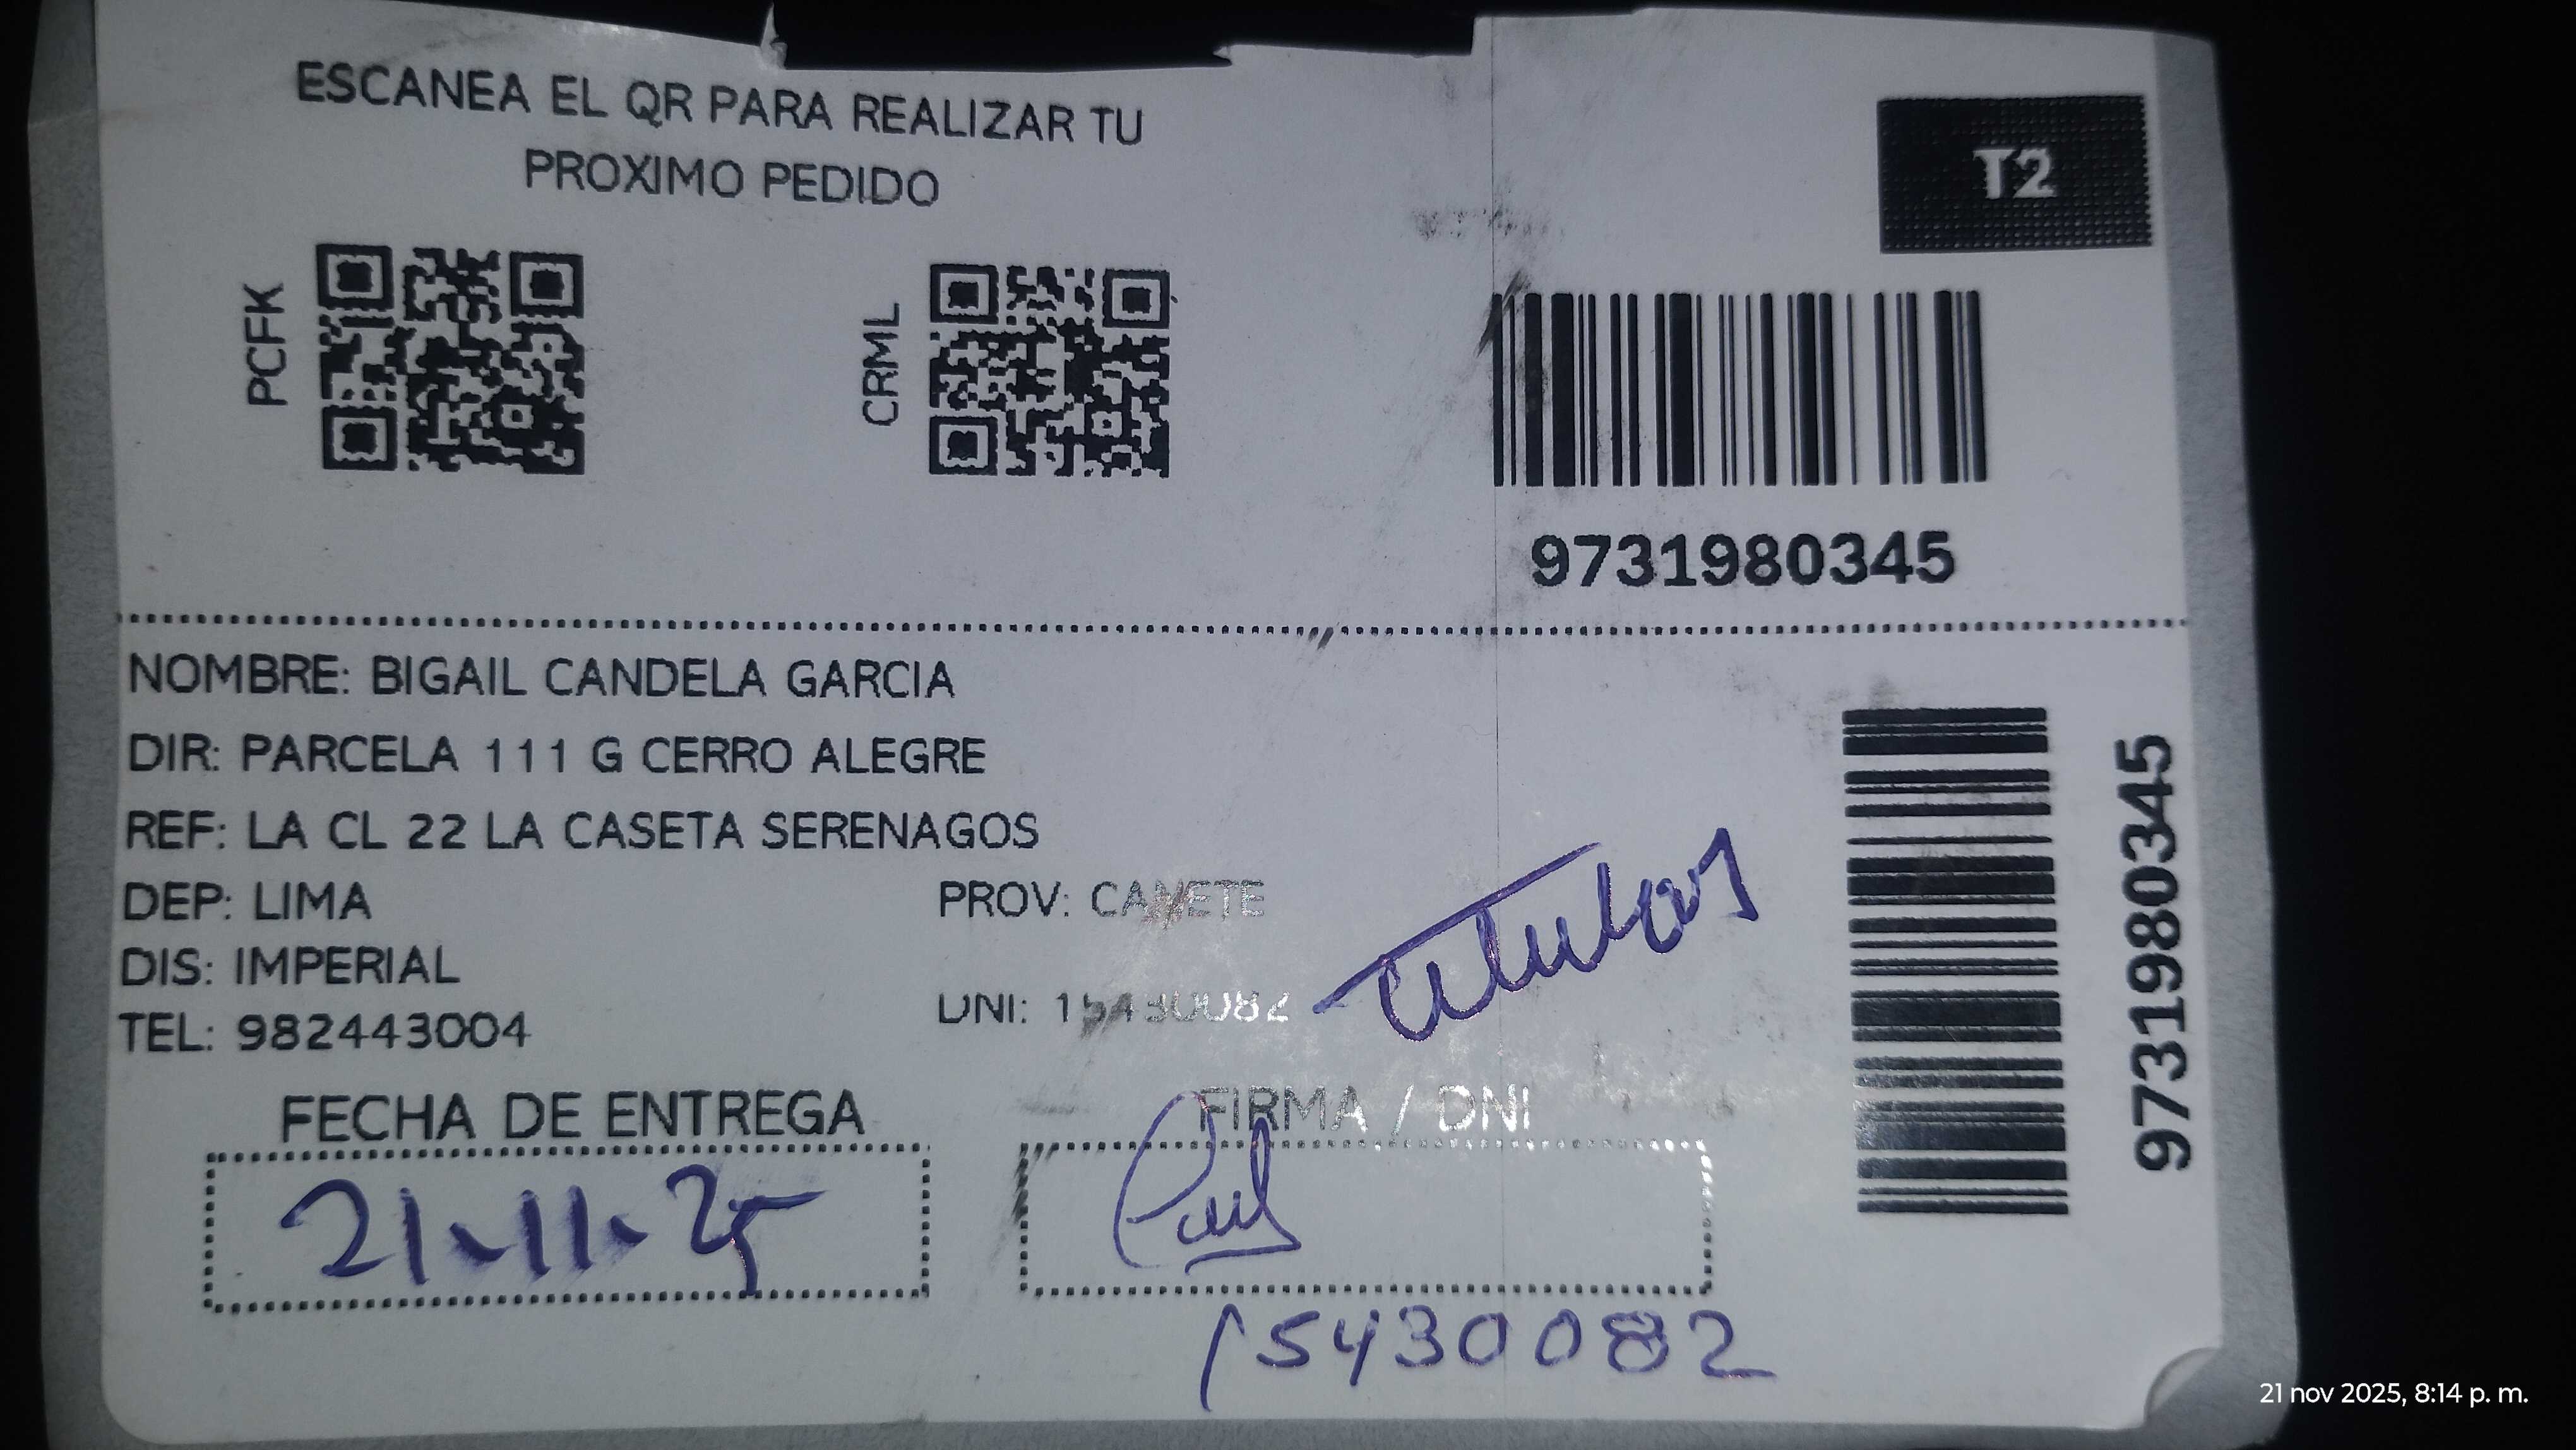 ESCANEA EL QR PARA REALIZAR TU
PROXIMO PEDIDO
T2
PCFK
CRML
9731980345
NOMBRE: BIGAIL CANDELA GARCIA
DIR: PARCELA 111 G CERRO ALEGRE
REF: LA CL 22 LA CASETA SERENAGOS
DEP: LIMA PROV: CANETE
DIS: IMPERIAL
DNI: 15430082
TEL: 982443004
9731980345
titular
FECHA DE ENTREGA FIRMA / DNI
21.11.25
15430082
21 nov 2025, 8:14 p. m.